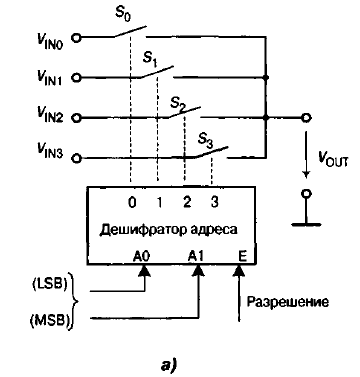 S0
VIN0
S1
VIN1
S2
VIN2
S3
VIN3
VOUT
0 1 2 3
Дешифратор адреса
A0 A1 E
(LSB)
(MSB)
Разрешение
а)